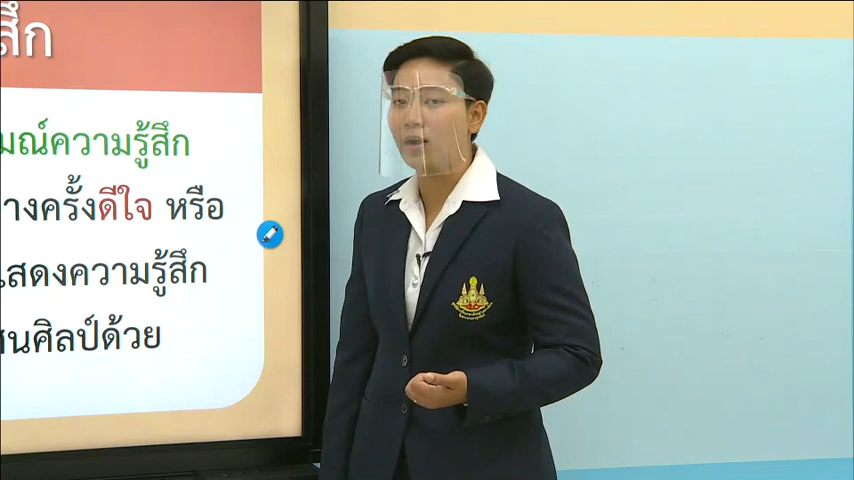 สึก
มณ์ความรู้สึก
างครั้งดีใจ หรือ
แสดงความรู้สึก
ศนศิลป์ด้วย